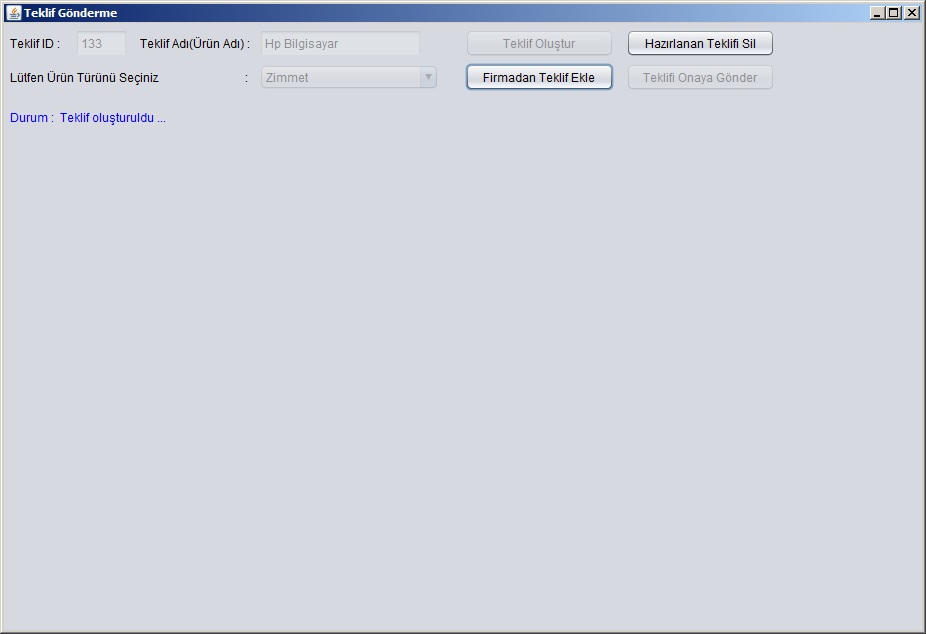 Teklif Gönderme
Teklif ID : 133 Teklif Adı(Ürün Adı) : Hp Bilgisayar Teklif Oluştur Hazırlanan Teklifi Sil
Lütfen Ürün Türünü Seçiniz : Zimmet Firmadan Teklif Ekle Teklifi Onaya Gönder
Durum : Teklif oluşturuldu ...